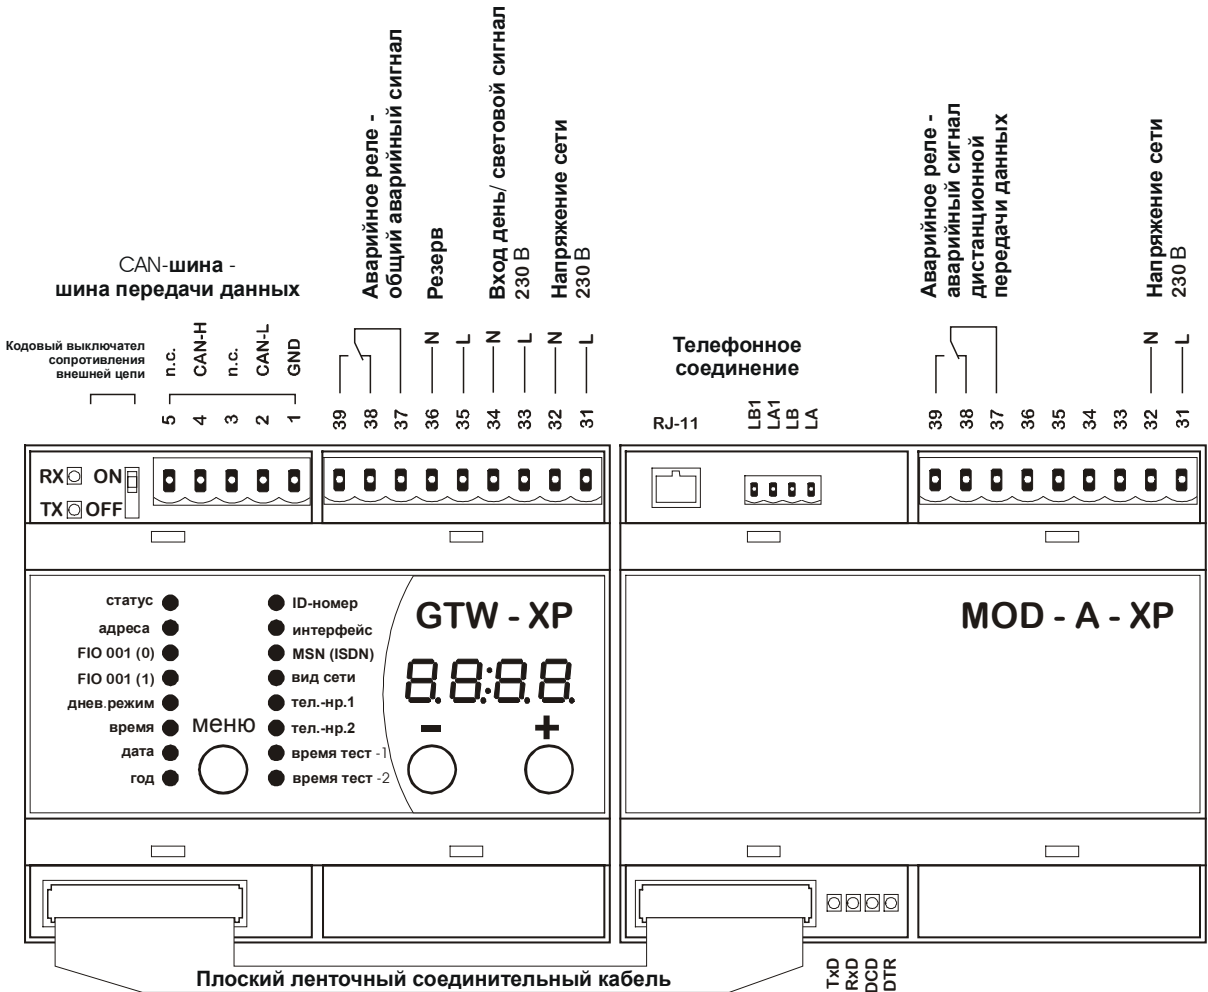 CAN-шина -
шина передачи данных
Кодовый выключател
сопротивления
внешней цепи
n.c.
CAN-H
n.c.
CAN-L
GND
5
4
3
2
1
Аварийное реле -
общий аварийный сигнал
Резерв
Вход день/ световой сигнал
230 В
Напряжение сети
230 В
N
L
N
L
N
L
39
38
37
36
35
34
33
32
31
Телефонное
соединение
RJ-11
LB1
LA1
LB
LA
Аварийное реле -
аварийный сигнал
дистанционной
передачи данных
Напряжение сети
230 В
N
L
39
38
37
36
35
34
33
32
31
RX ON
TX OFF
статус
адреса
FIO 001 (0)
FIO 001 (1)
днев.режим
время
дата
год
меню
ID-номер
интерфейс
MSN (ISDN)
вид сети
тел.-нр.1
тел.-нр.2
время тест -1
время тест -2
GTW - XP
88:88.
- +
MOD - A - XP
TxD
RxD
DCD
DTR
Плоский ленточный соединительный кабель